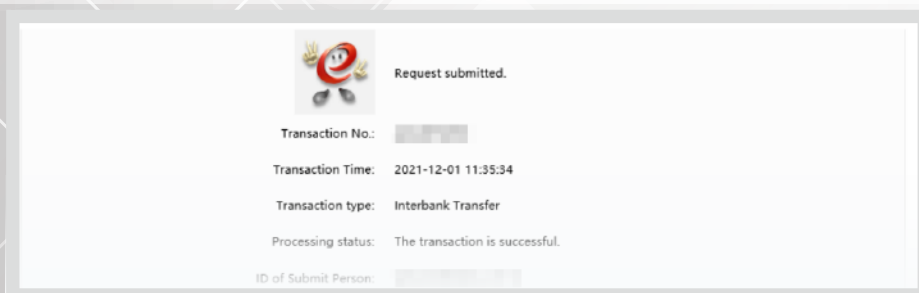 Request submitted.
Transaction No.:
Transaction Time: 2021-12-01 11:35:34
Transaction type: Interbank Transfer
Processing status: The transaction is successful.
ID of Submit Person: